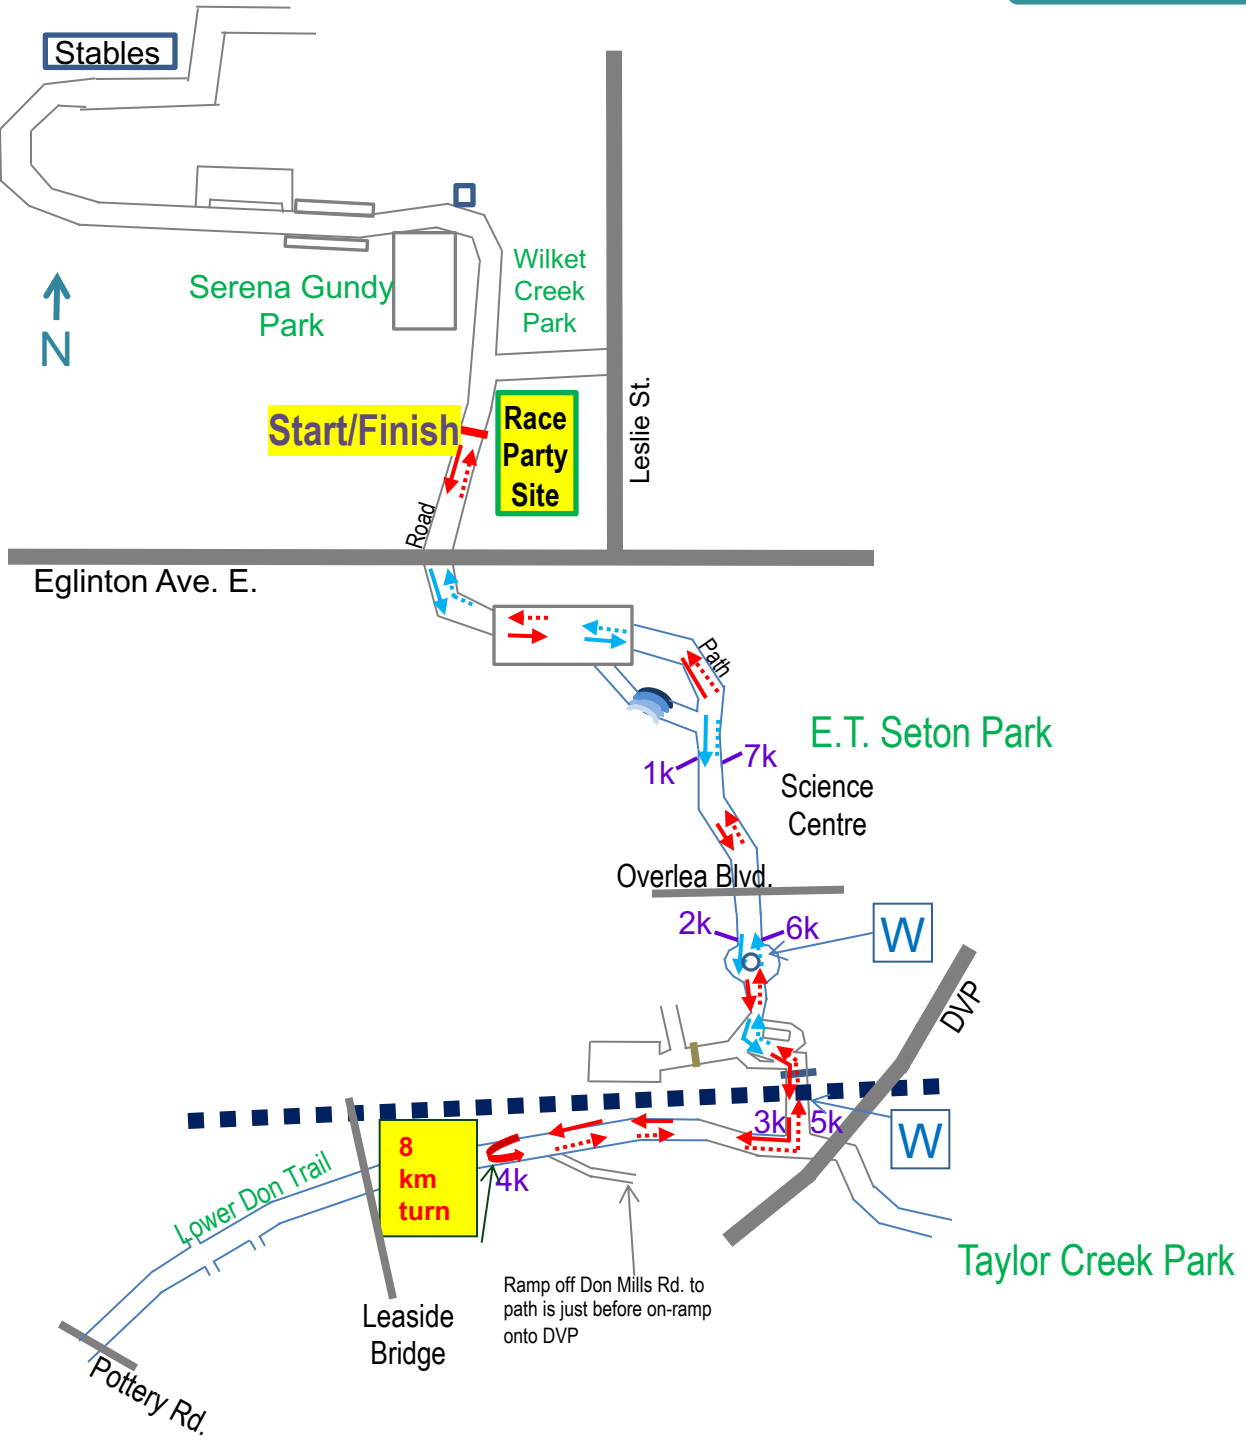 Stables
Wilket
Creek
Park
Serena Gundy
Park
N
Leslie St.
Start/Finish
Race
Party
Site
Road
Eglinton Ave. E.
Path
E.T. Seton Park
1k
7k
Science
Centre
Overlea Blvd.
2k
6k
W
DVP
3k
5k
W
8
km
turn
4k
Lower Don Trail
Taylor Creek Park
Ramp off Don Mills Rd. to
path is just before on-ramp
onto DVP
Leaside
Bridge
Pottery Rd.